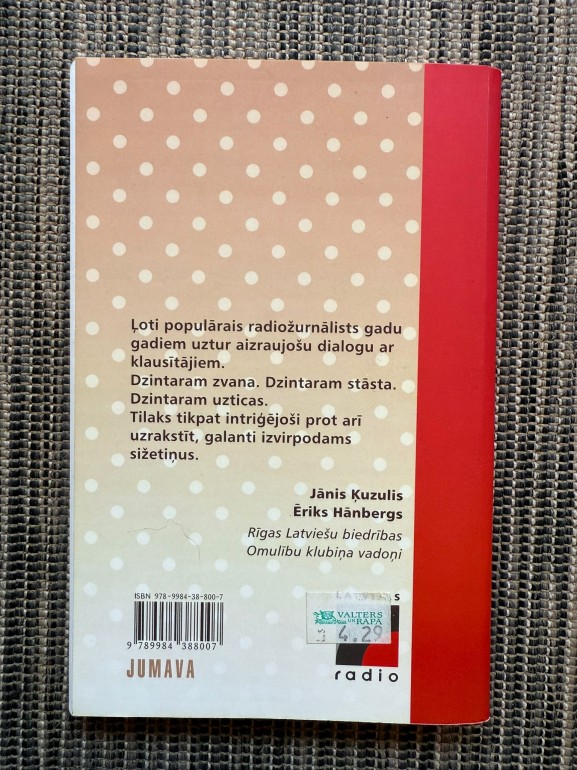 Ļoti populārais radiožurnālists gadu
gadiem uztur aizraujošu dialogu ar
klausītājiem.
Dzintaram zvana. Dzintaram stāsta.
Dzintaram uzticas.
Tilaks tikpat intriģējoši prot arī
uzrakstīt, galanti izvirpodams
sižetiņus.
Jānis Ķuzulis
Ēriks Hānbergs
Rīgas Latviešu biedrības
Omulību klubiņa vadoņi
ISBN 978-9984-38-800-7
9 789984 388007
JUMAVA
VALTERS
UN RAPA
4.29
radio